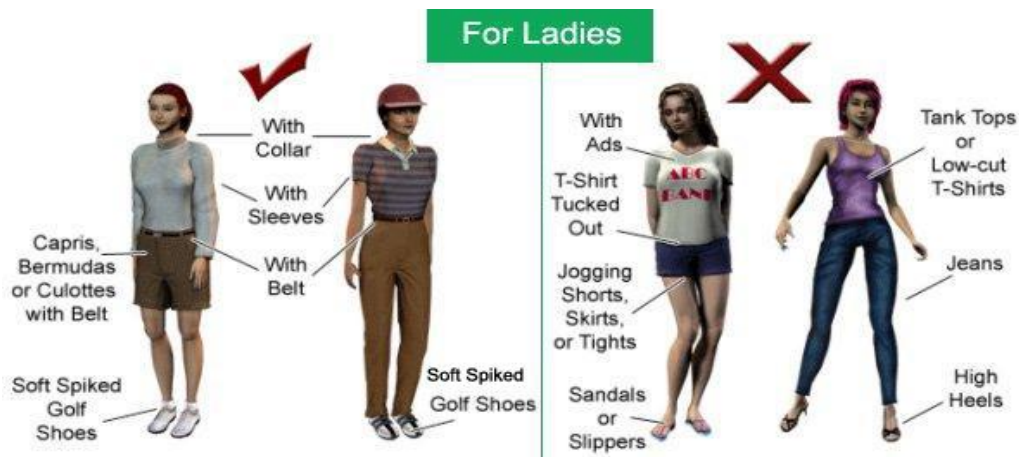 For Ladies
With
Collar
With
Sleeves
With
Belt
Capris,
Bermudas
or Culottes
with Belt
Soft Spiked
Golf
Shoes
Soft Spiked
Golf Shoes
With
Ads
T-Shirt
Tucked
Out
ABC
BAND
Jogging
Shorts,
Skirts,
or Tights
Sandals
or
Slippers
Tank Tops
or
Low-cut
T-Shirts
Jeans
High
Heels